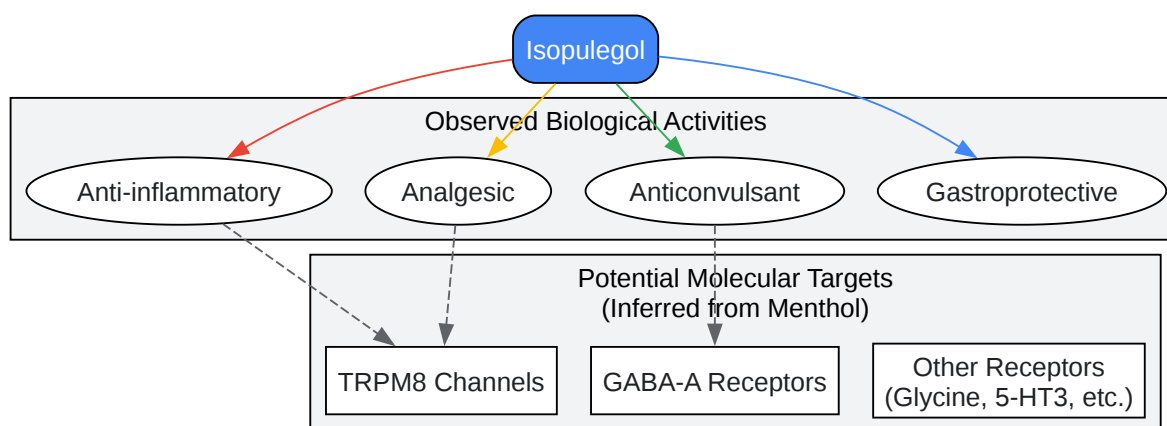 Isopulegol
Observed Biological Activities
Anti-inflammatory
Analgesic
Anticonvulsant
Gastroprotective
Potential Molecular Targets
(Inferred from Menthol)
TRPM8 Channels
GABA-A Receptors
Other Receptors
(Glycine, 5-HT3, etc.)